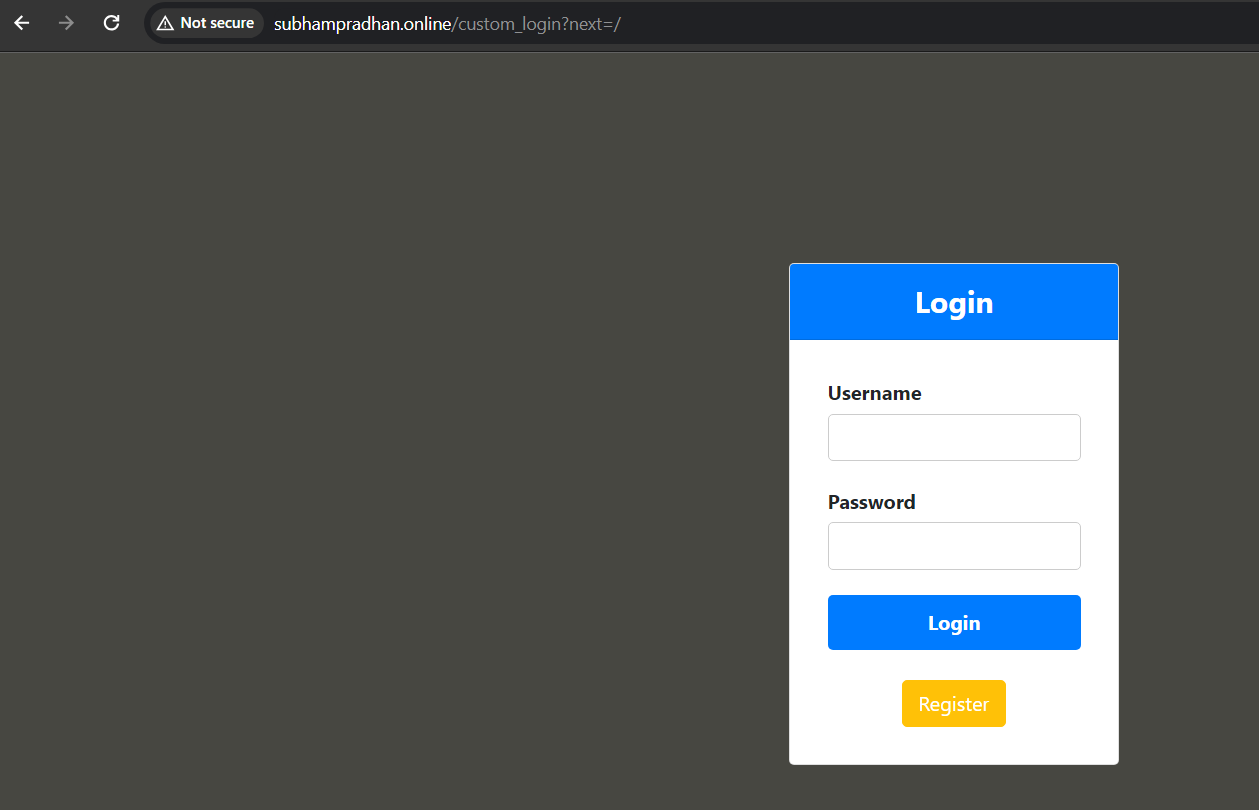 Not secure subhampradhan.online/custom_login?next=/
Login
Username
Password
Login
Register